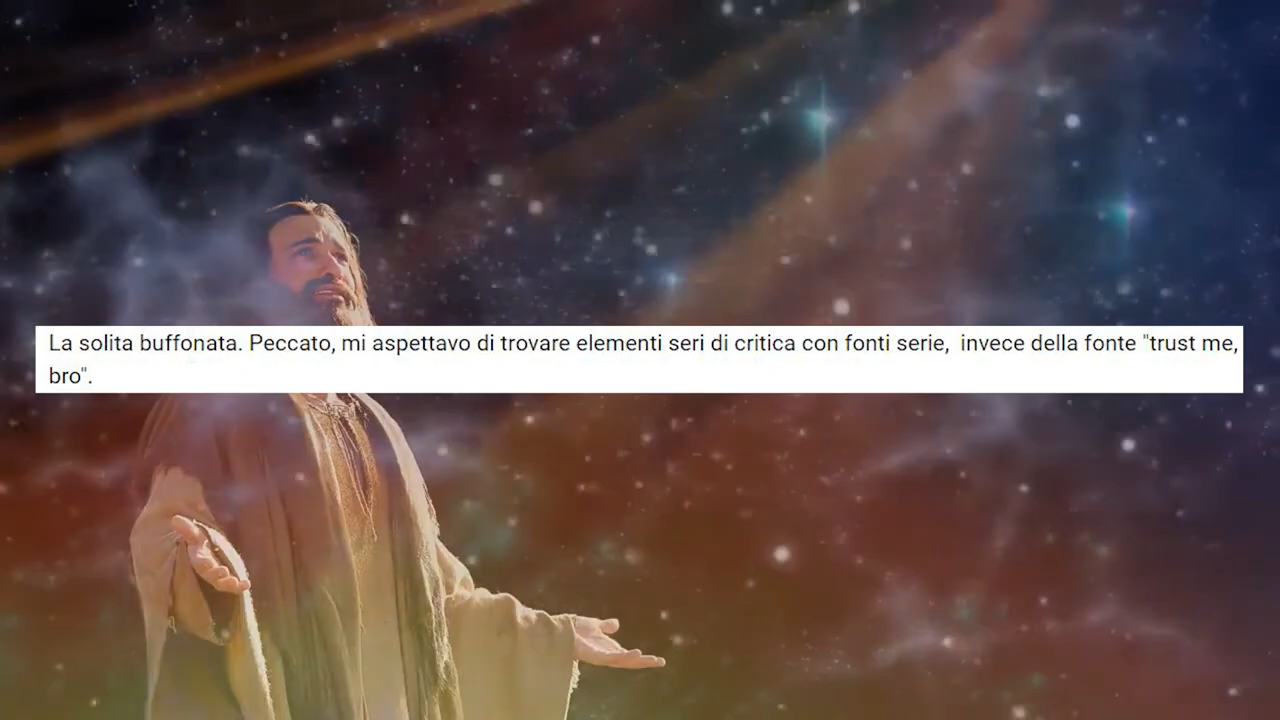 La solita buffonata. Peccato, mi aspettavo di trovare elementi seri di critica con fonti serie,  invece della fonte "trust me,
bro".